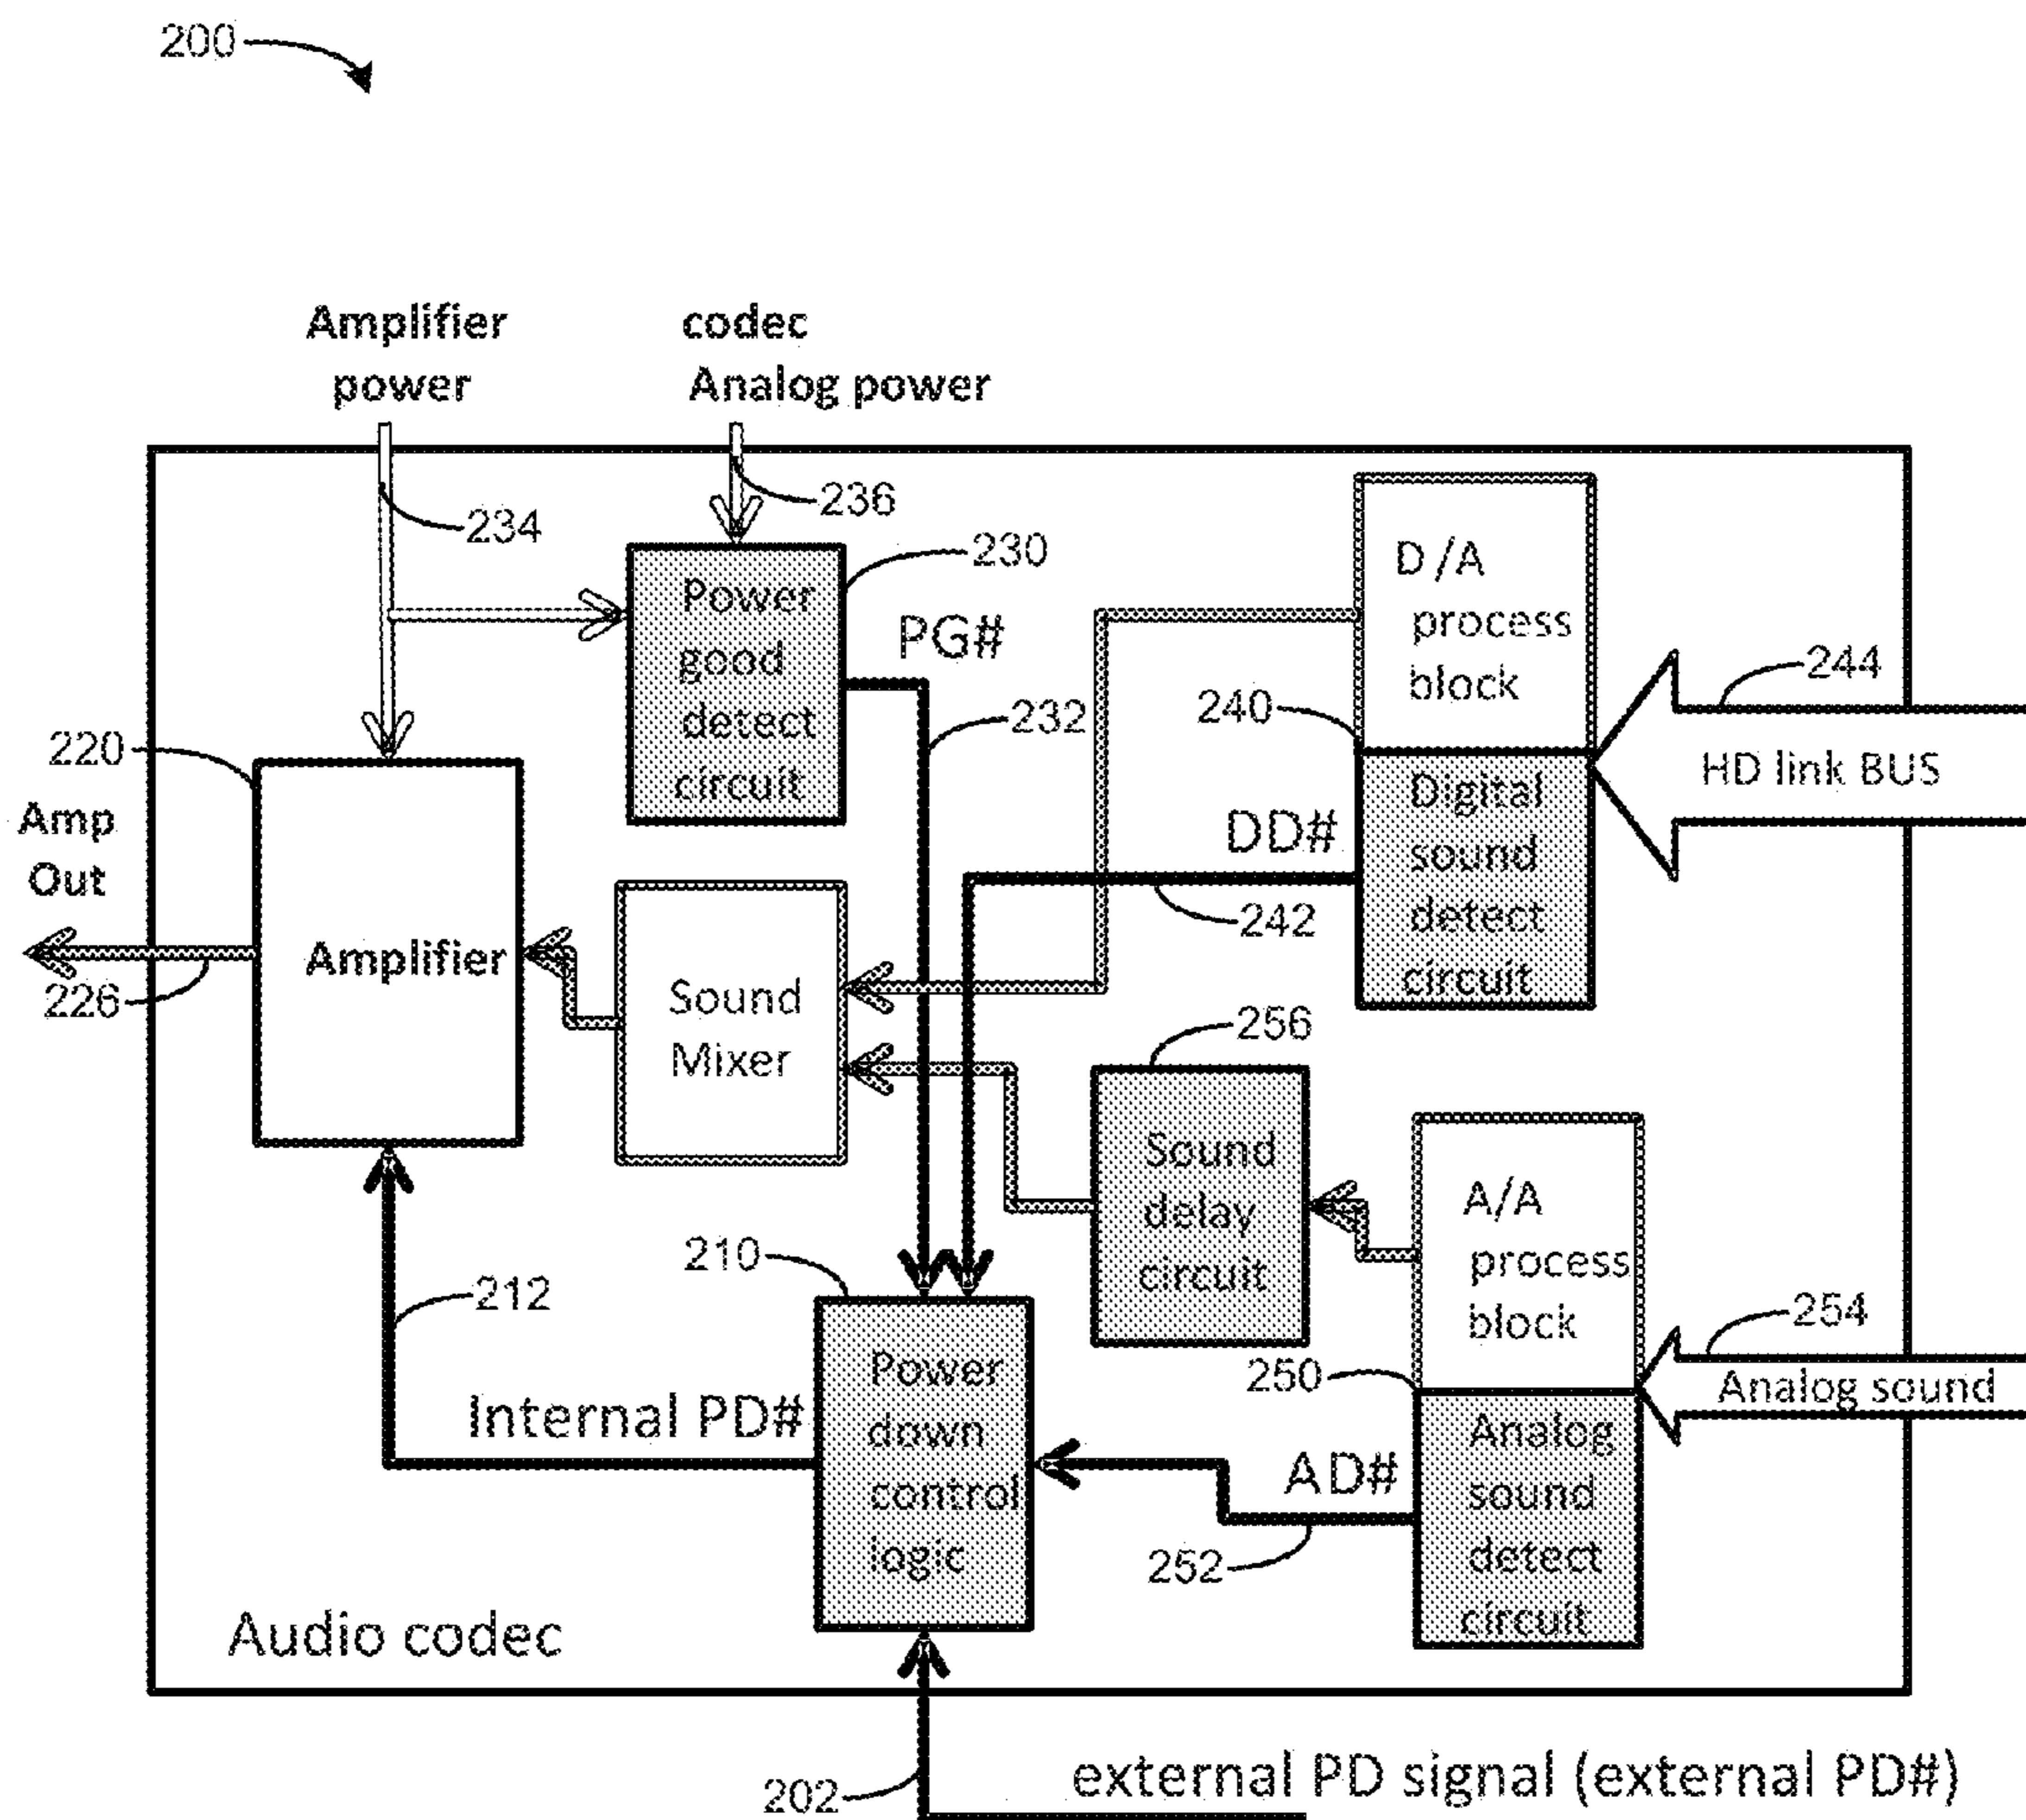 200
Amplifier
power
codec
Analog power
234
236
230
Power
good
detect
circuit
PG#
232
D/A
process
block
240
244
HD link BUS
220
Amp
Out
Amplifier
226
Sound
Mixer
DD#
242
Digital
sound
detect
circuit
256
Sound
delay
circuit
A/A
process
block
250
254
Analog sound
210
212
Internal PD#
Power
down
control
logic
AD#
252
Analog
sound
detect
circuit
Audio codec
202
external PD signal (external PD#)